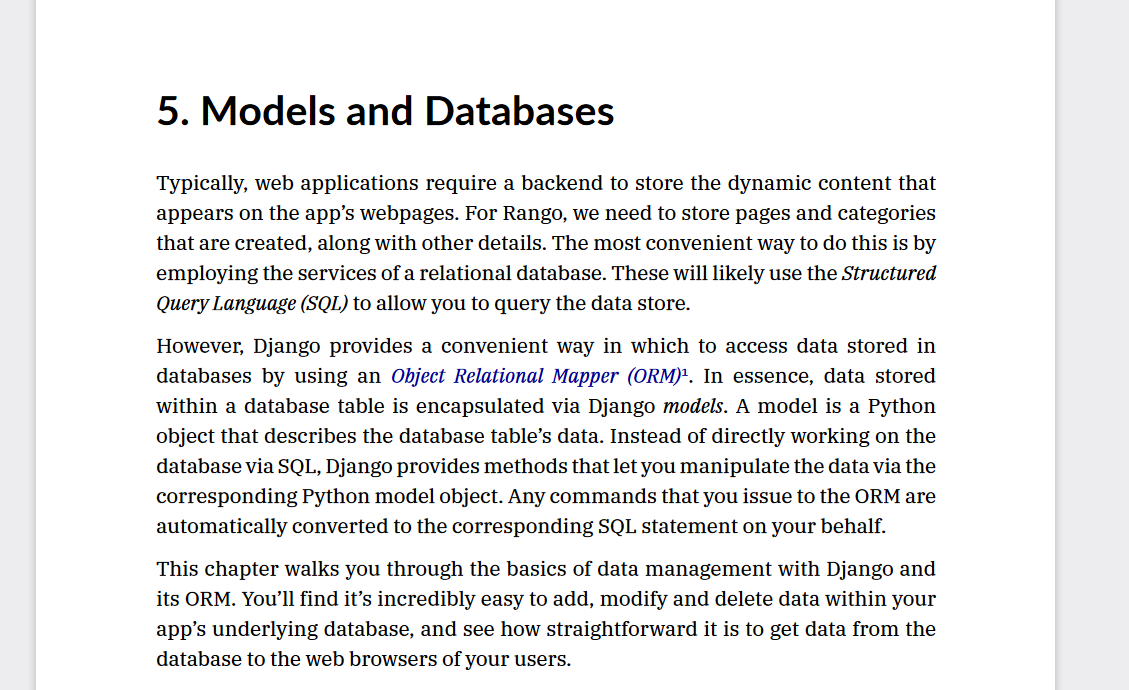 5. Models and Databases
Typically, web applications require a backend to store the dynamic content that
appears on the app’s webpages. For Rango, we need to store pages and categories
that are created, along with other details. The most convenient way to do this is by
employing the services of a relational database. These will likely use the Structured
Query Language (SQL) to allow you to query the data store.
However, Django provides a convenient way in which to access data stored in
databases by using an Object Relational Mapper (ORM)¹. In essence, data stored
within a database table is encapsulated via Django models. A model is a Python
object that describes the database table’s data. Instead of directly working on the
database via SQL, Django provides methods that let you manipulate the data via the
corresponding Python model object. Any commands that you issue to the ORM are
automatically converted to the corresponding SQL statement on your behalf.
This chapter walks you through the basics of data management with Django and
its ORM. You’ll find it’s incredibly easy to add, modify and delete data within your
app’s underlying database, and see how straightforward it is to get data from the
database to the web browsers of your users.